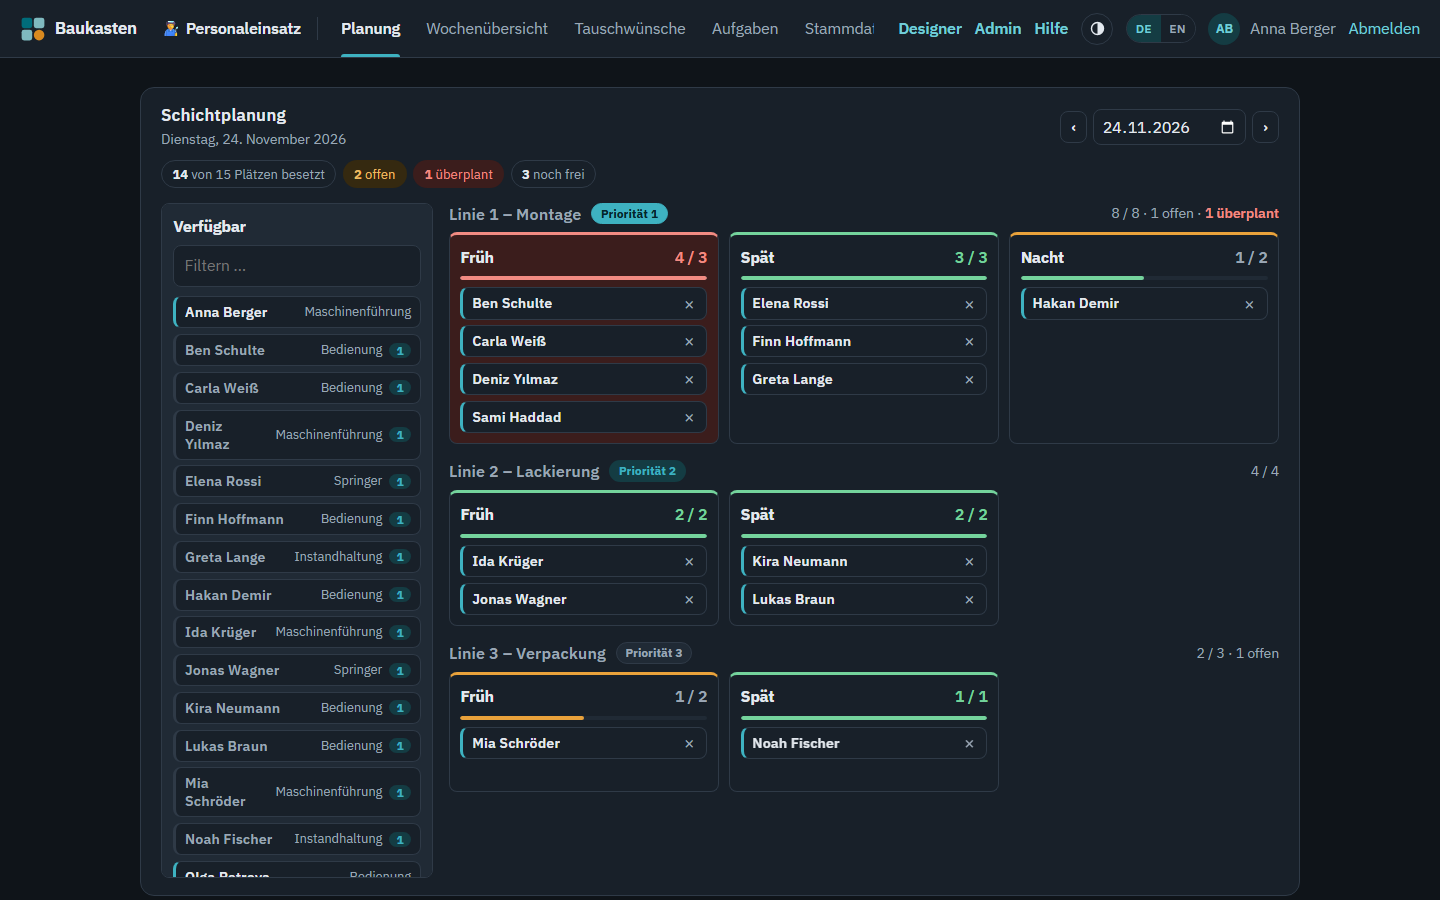 Baukasten Personaleinsatz Planung Wochenübersicht Tauschwünsche Aufgaben Stammdat Designer Admin Hilfe DE EN AB Anna Berger Abmelden
Schichtplanung
Dienstag, 24. November 2026
‹ 24.11.2026 ›
14 von 15 Plätzen besetzt 2 offen 1 überplant 3 noch frei
Verfügbar
Filtern ...
Anna Berger Maschinenführung
Ben Schulte Bedienung 1
Carla Weiß Bedienung 1
Deniz
Yılmaz Maschinenführung 1
Elena Rossi Springer 1
Finn Hoffmann Bedienung 1
Greta Lange Instandhaltung 1
Hakan Demir Bedienung 1
Ida Krüger Maschinenführung 1
Jonas Wagner Springer 1
Kira Neumann Bedienung 1
Lukas Braun Bedienung 1
Mia
Schröder Maschinenführung 1
Noah Fischer Instandhaltung 1
Olga Petrova Bedienung
Linie 1 – Montage Priorität 1 8 / 8 · 1 offen · 1 überplant
Früh 4 / 3
Ben Schulte ×
Carla Weiß ×
Deniz Yılmaz ×
Sami Haddad ×
Spät 3 / 3
Elena Rossi ×
Finn Hoffmann ×
Greta Lange ×
Nacht 1 / 2
Hakan Demir ×
Linie 2 – Lackierung Priorität 2 4 / 4
Früh 2 / 2
Ida Krüger ×
Jonas Wagner ×
Spät 2 / 2
Kira Neumann ×
Lukas Braun ×
Linie 3 – Verpackung Priorität 3 2 / 3 · 1 offen
Früh 1 / 2
Mia Schröder ×
Spät 1 / 1
Noah Fischer ×